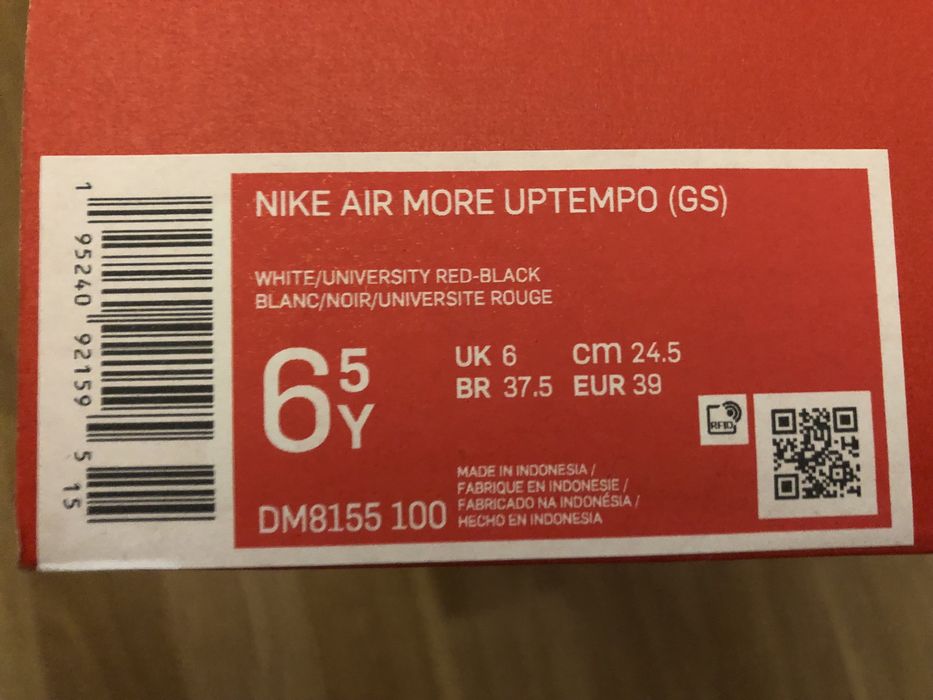 NIKE AIR MORE UPTEMPO (GS)
WHITE/UNIVERSITY RED-BLACK
BLANC/NOIR/UNIVERSITE ROUGE
6 5 Y
UK 6 cm 24.5
BR 37.5 EUR 39
RFID
MADE IN INDONESIA /
FABRIQUE EN INDONESIE /
FABRICADO NA INDONÉSIA /
HECHO EN INDONESIA
DM8155 100
1 95240 92159 5 15